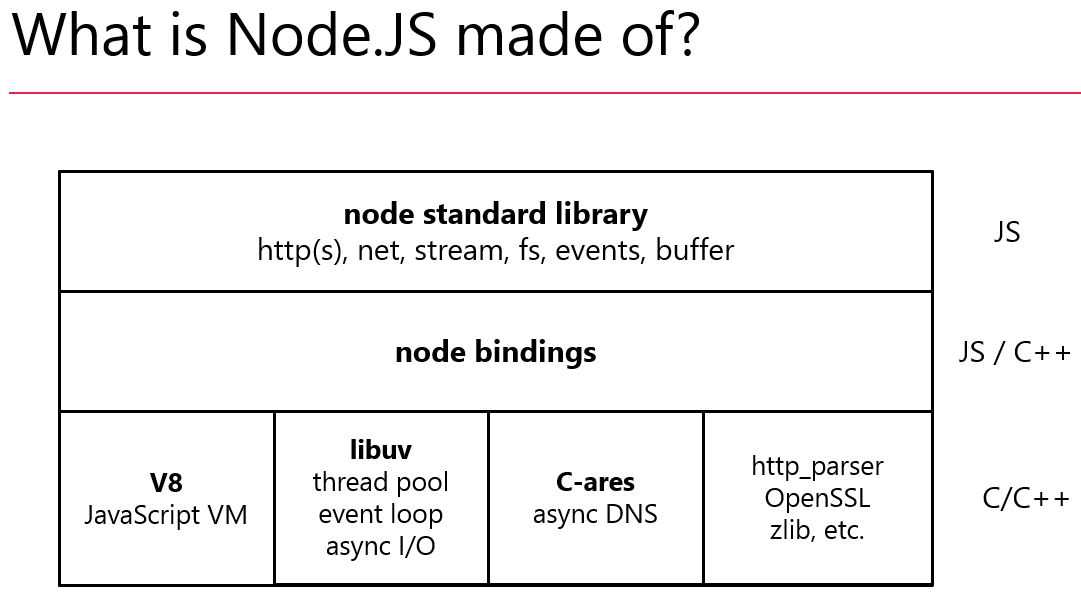 What is Node.JS made of?
node standard library
http(s), net, stream, fs, events, buffer
JS
node bindings
JS / C++
V8
JavaScript VM
libuv
thread pool
event loop
async I/O
C-ares
async DNS
http_parser
OpenSSL
zlib, etc.
C/C++